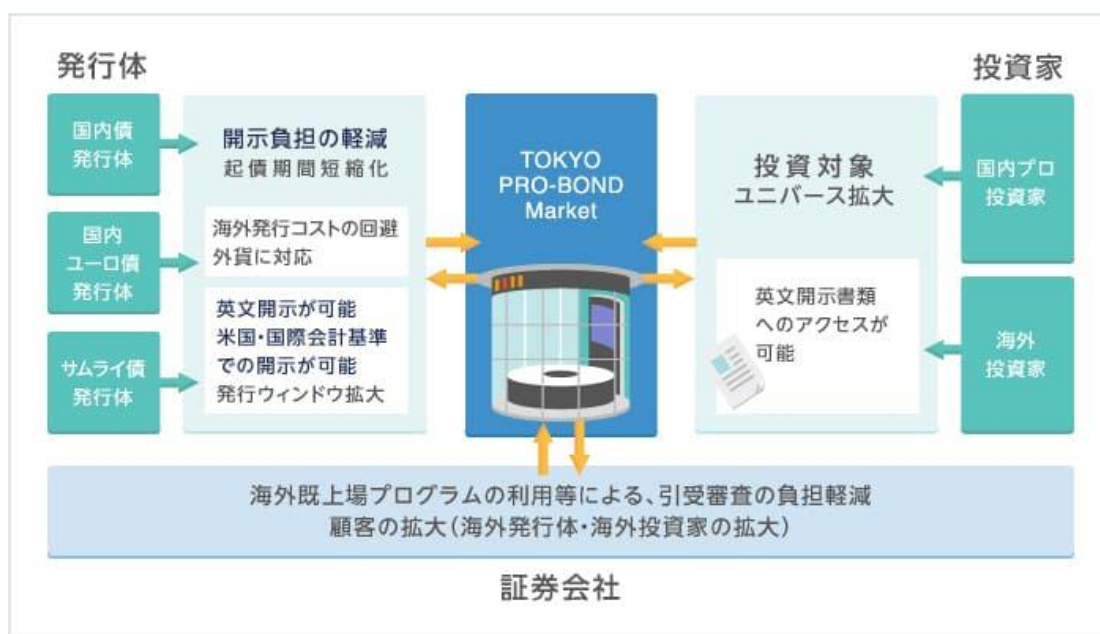 発行体
国内債
発行体
国内
ユーロ債
発行体
サムライ債
発行体
開示負担の軽減
起債期間短縮化
海外発行コストの回避
外貨に対応
英文開示が可能
米国・国際会計基準
での開示が可能
発行ウィンドウ拡大
TOKYO
PRO-BOND
Market
投資対象
ユニバース拡大
英文開示書類
へのアクセスが
可能
投資家
国内プロ
投資家
海外
投資家
海外既上場プログラムの利用等による、引受審査の負担軽減
顧客の拡大(海外発行体・海外投資家の拡大)
証券会社